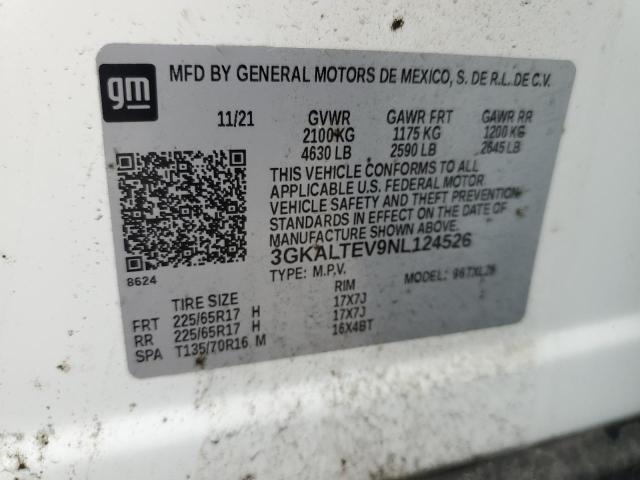 gm
MFD BY GENERAL MOTORS DE MEXICO, S. DE R.L. DE C.V.
11/21 GVWR GAWR FRT GAWR RR
2100 KG 1175 KG 1200 KG
4630 LB 2590 LB 2645 LB
THIS VEHICLE CONFORMS TO ALL
APPLICABLE U.S. FEDERAL MOTOR
VEHICLE SAFETY AND THEFT PREVENTION
STANDARDS IN EFFECT ON THE DATE OF
MANUFACTURE SHOWN ABOVE.
3GKALTEV9NL124526
8624
TYPE: M.P.V. MODEL:
TIRE SIZE RIM
FRT 225/65R17 H 17X7J
RR 225/65R17 H 17X7J
SPA T135/70R16 M 16X4BT